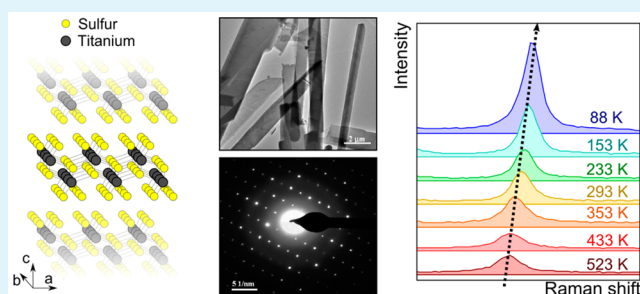 Sulfur
Titanium
c
b
a
2 µm
5 1/nm
Intensity
88 K
153 K
233 K
293 K
353 K
433 K
523 K
Raman shift